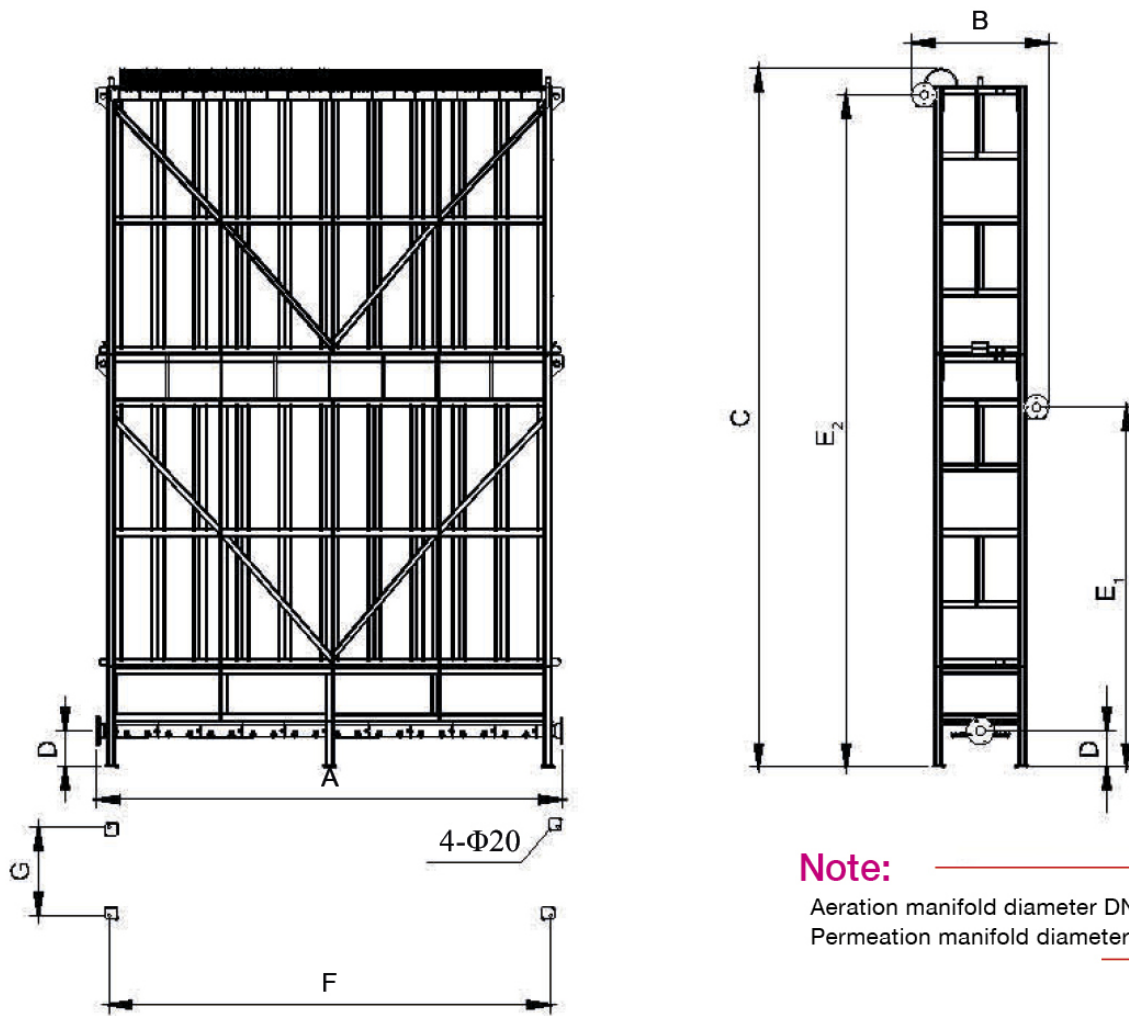 B
C
E₂
E₁
D
D
A
4-Φ20
G
F
Note:
Aeration manifold diameter DN
Permeation manifold diameter